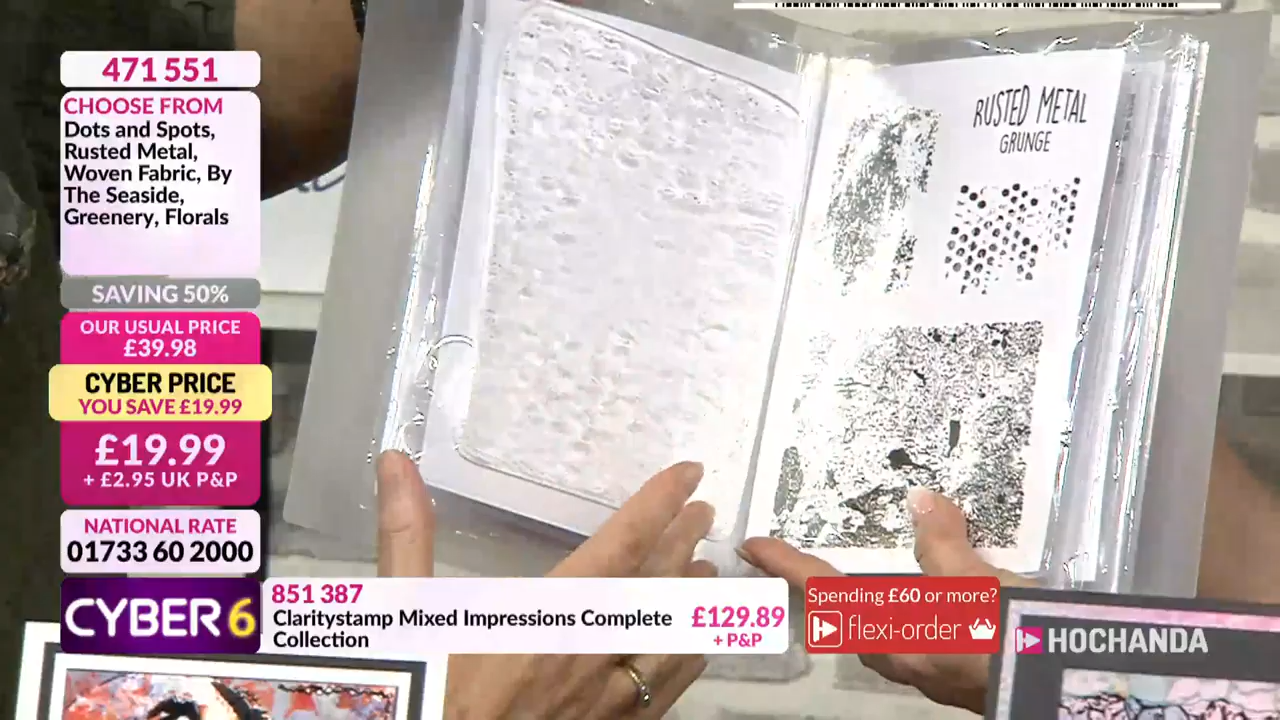 471 551
CHOOSE FROM
Dots and Spots,
Rusted Metal,
Woven Fabric, By
The Seaside,
Greenery, Florals
SAVING 50%
OUR USUAL PRICE
£39.98
CYBER PRICE
YOU SAVE £19.99
£19.99
+ £2.95 UK P&P
NATIONAL RATE
01733 60 2000
CYBER 6
851 387
Claritystamp Mixed Impressions Complete
Collection
£129.89
+ P&P
Spending £60 or more?
flexi-order
HOCHANDA
RUSTED METAL
GRUNGE